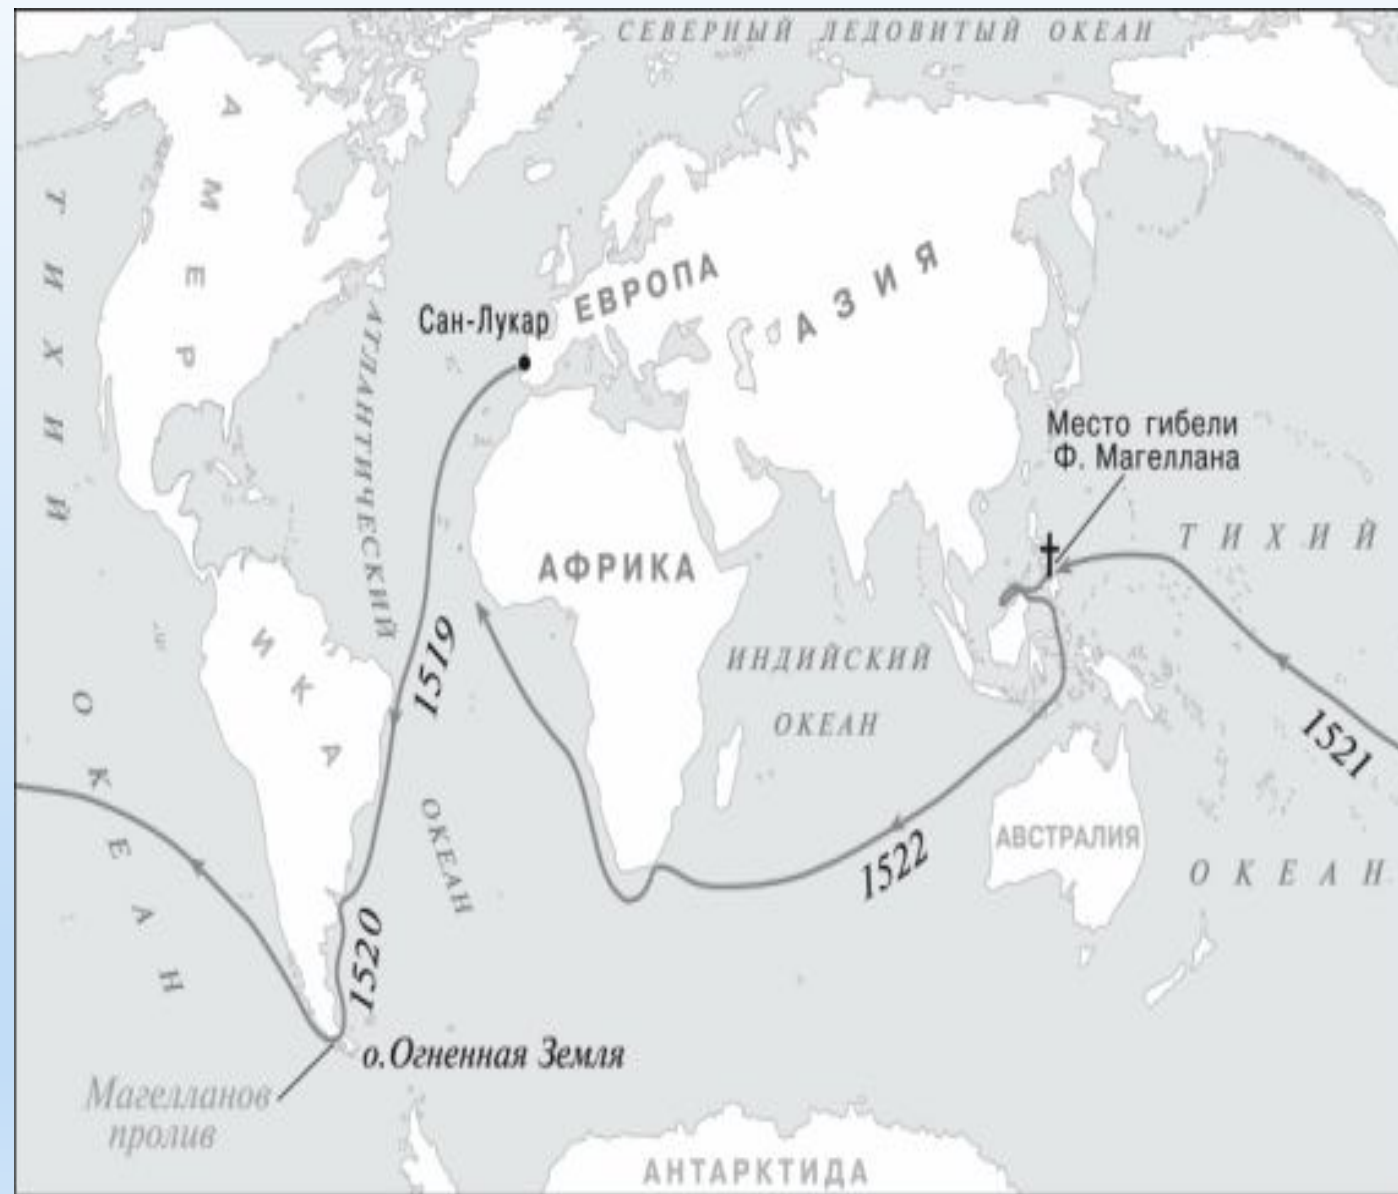 СЕВЕРНЫЙ ЛЕДОВИТЫЙ ОКЕАН
АМЕРИКА
ТИХИЙ
ОКЕАН
АТЛАНТИЧЕСКИЙ
ОКЕАН
Сан-Лукар
ЕВРОПА
АЗИЯ
Место гибели
Ф. Магеллана
ТИХИЙ
ОКЕАН
АФРИКА
ИНДИЙСКИЙ
ОКЕАН
1519
1521
1522
АВСТРАЛИЯ
1520
о.Огненная Земля
Магелланов
пролив
АНТАРКТИДА